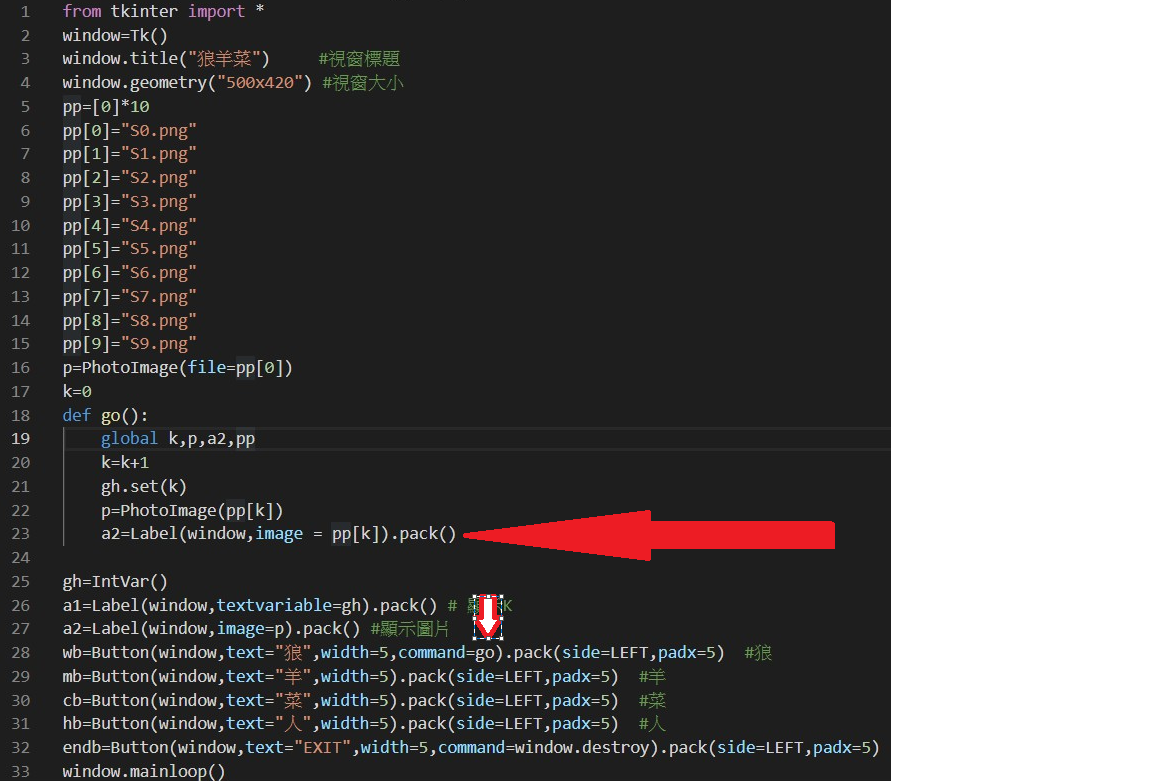 1 from tkinter import *
2 window=Tk()
3 window.title("狼羊菜") #視窗標題
4 window.geometry("500x420") #視窗大小
5 pp=[0]*10
6 pp[0]="S0.png"
7 pp[1]="S1.png"
8 pp[2]="S2.png"
9 pp[3]="S3.png"
10 pp[4]="S4.png"
11 pp[5]="S5.png"
12 pp[6]="S6.png"
13 pp[7]="S7.png"
14 pp[8]="S8.png"
15 pp[9]="S9.png"
16 p=PhotoImage(file=pp[0])
17 k=0
18 def go():
19 global k,p,a2,pp
20 k=k+1
21 gh.set(k)
22 p=PhotoImage(pp[k])
23 a2=Label(window,image = pp[k]).pack()
24
25 gh=IntVar()
26 a1=Label(window,textvariable=gh).pack() # K
27 a2=Label(window,image=p).pack() #顯示圖片
28 wb=Button(window,text="狼",width=5,command=go).pack(side=LEFT,padx=5) #狼
29 mb=Button(window,text="羊",width=5).pack(side=LEFT,padx=5) #羊
30 cb=Button(window,text="菜",width=5).pack(side=LEFT,padx=5) #菜
31 hb=Button(window,text="人",width=5).pack(side=LEFT,padx=5) #人
32 endb=Button(window,text="EXIT",width=5,command=window.destroy).pack(side=LEFT,padx=5)
33 window.mainloop()